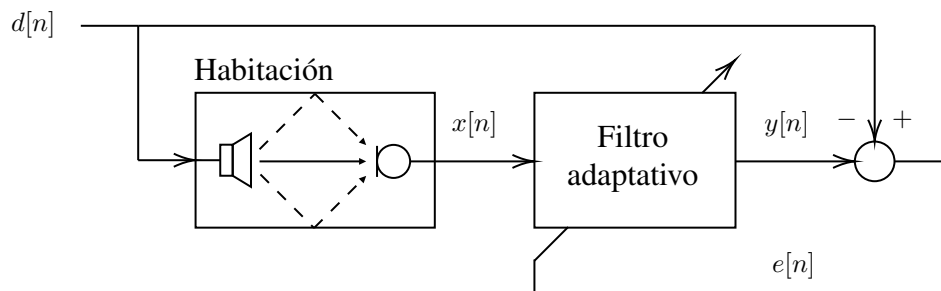 d[n]
Habitación
x[n]
Filtro
adaptativo
y[n]
− +
e[n]